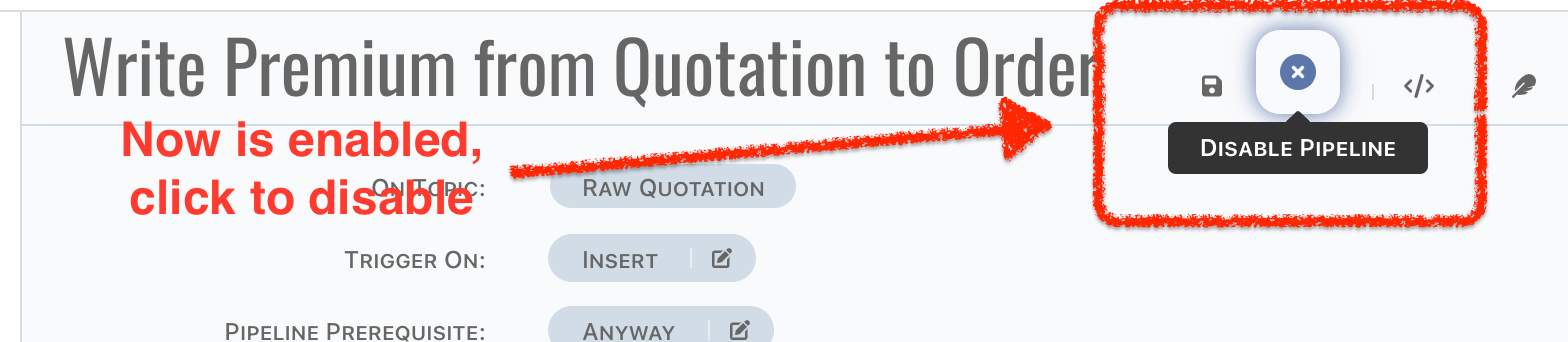 Write Premium from Quotation to Order
Disable Pipeline
Now is enabled,
click to disable
On Topic: Raw Quotation
Trigger On: Insert
Pipeline Prerequisite: Anyway